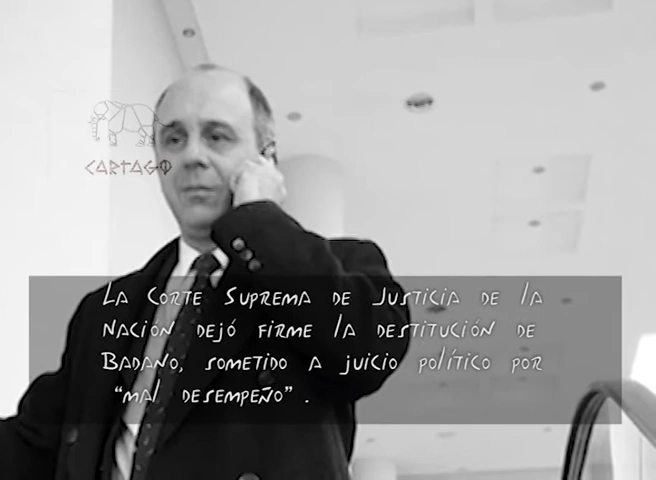 CARTAGO
LA CORTE SUPREMA DE JUSTICIA DE LA
NACIÓN DEJÓ FIRME LA DESTITUCIÓN DE
BADANO, SOMETIDO A JUICIO POLÍTICO POR
“MAL DESEMPEÑO”.